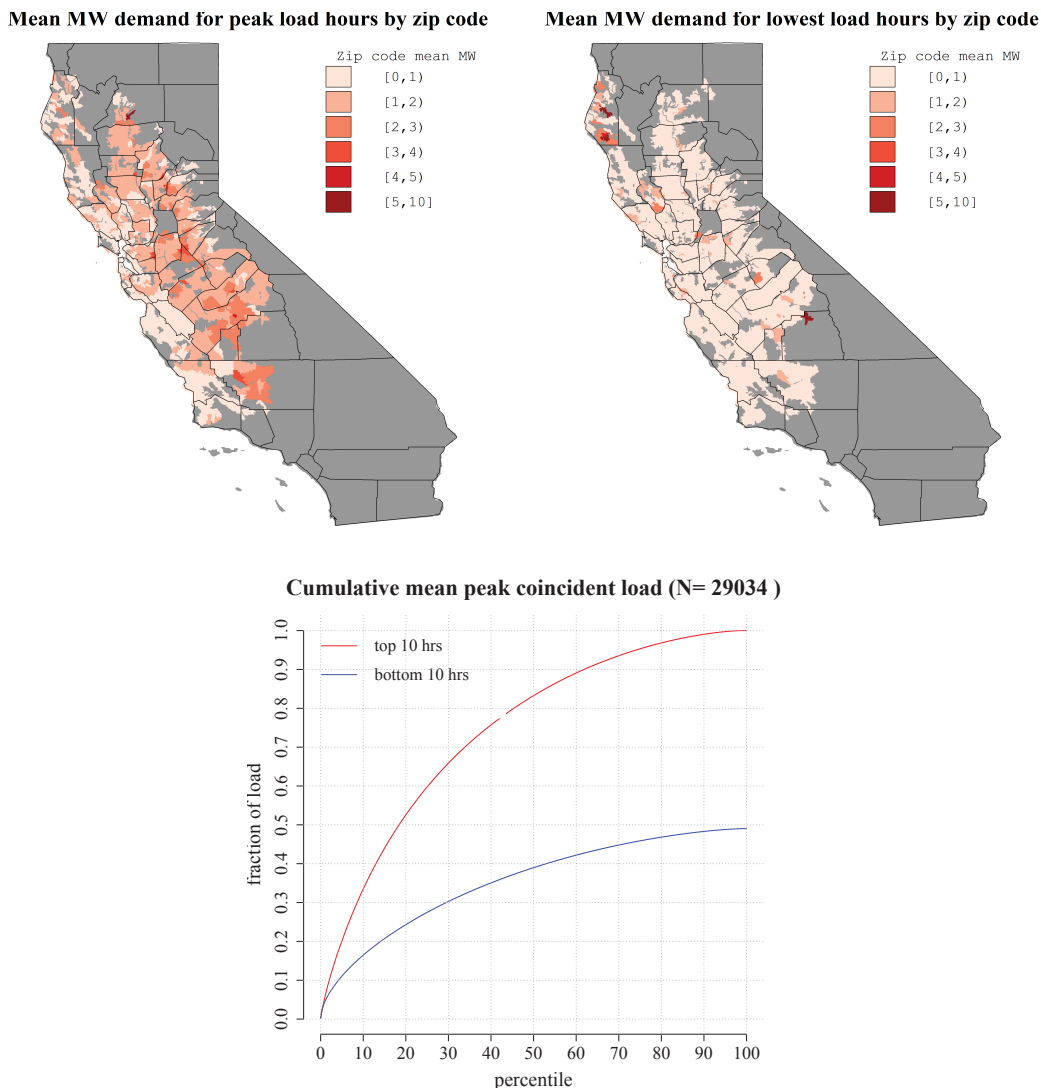 Mean MW demand for peak load hours by zip code
Zip code mean MW
[0,1)
[1,2)
[2,3)
[3,4)
[4,5)
[5,10]
Mean MW demand for lowest load hours by zip code
Zip code mean MW
[0,1)
[1,2)
[2,3)
[3,4)
[4,5)
[5,10]
Cumulative mean peak coincident load (N= 29034 )
top 10 hrs
bottom 10 hrs
fraction of load
1.0
0.9
0.8
0.7
0.6
0.5
0.4
0.3
0.2
0.1
0.0
0 10 20 30 40 50 60 70 80 90 100
percentile